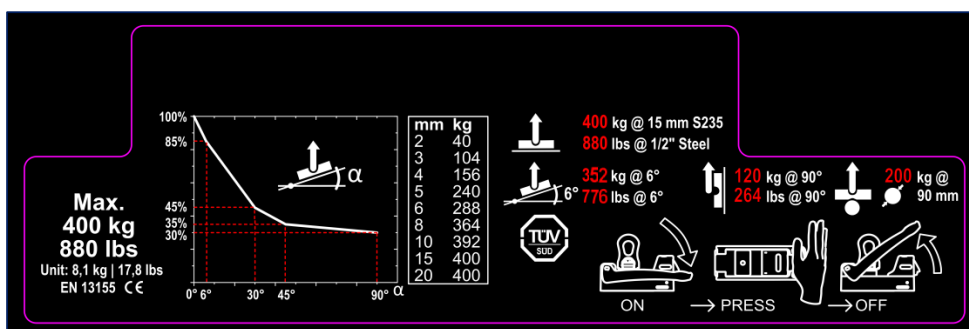 Max.
400 kg
880 lbs
Unit: 8,1 kg | 17,8 lbs
EN 13155 CE
100%
85%
45%
35%
30%
0° 6° 30° 45° 90° α
α
mm kg
2 40
3 104
4 156
5 240
6 288
8 364
10 392
15 400
20 400
400 kg @ 15 mm S235
880 lbs @ 1/2" Steel
6°
352 kg @ 6°
776 lbs @ 6°
120 kg @ 90°
264 lbs @ 90°
200 kg @
90 mm
TÜV
SÜD
ON → PRESS → OFF